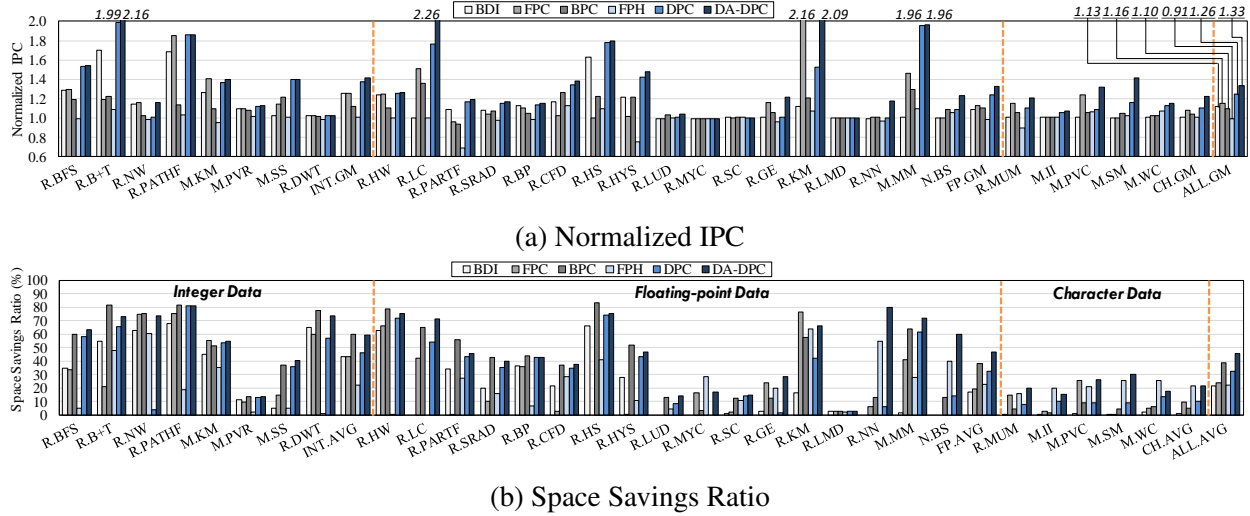 1.99 2.16 2.26 2.16 2.09 1.96 1.96 1.13 1.16 1.10 0.91 1.26 1.33
BDI FPC BPC FPH DPC DA-DPC
Normalized IPC
2.0
1.8
1.6
1.4
1.2
1.0
0.8
0.6
R.BFS R.B+T R.NW R.PATHF M.KM M.PVR M.SS R.DWT INT.GM R.HW R.LC R.PARTF R.SRAD R.BP R.CFD R.HS R.HYS R.LUD R.MYC R.SC R.GE R.KM R.LMD R.NN M.MM N.BS FP.GM R.MUM M.II M.PVC M.SM M.WC CH.GM ALL.GM
(a) Normalized IPC
BDI FPC BPC FPH DPC DA-DPC
Space Savings Ratio (%)
100
90
80
70
60
50
40
30
20
10
0
Integer Data Floating-point Data Character Data
R.BFS R.B+T R.NW R.PATHF M.KM M.PVR M.SS R.DWT INT.AVG R.HW R.LC R.PARTF R.SRAD R.BP R.CFD R.HS R.HYS R.LUD R.MYC R.SC R.GE R.KM R.LMD R.NN M.MM N.BS FP.AVG R.MUM M.II M.PVC M.SM M.WC CH.AVG ALL.AVG
(b) Space Savings Ratio